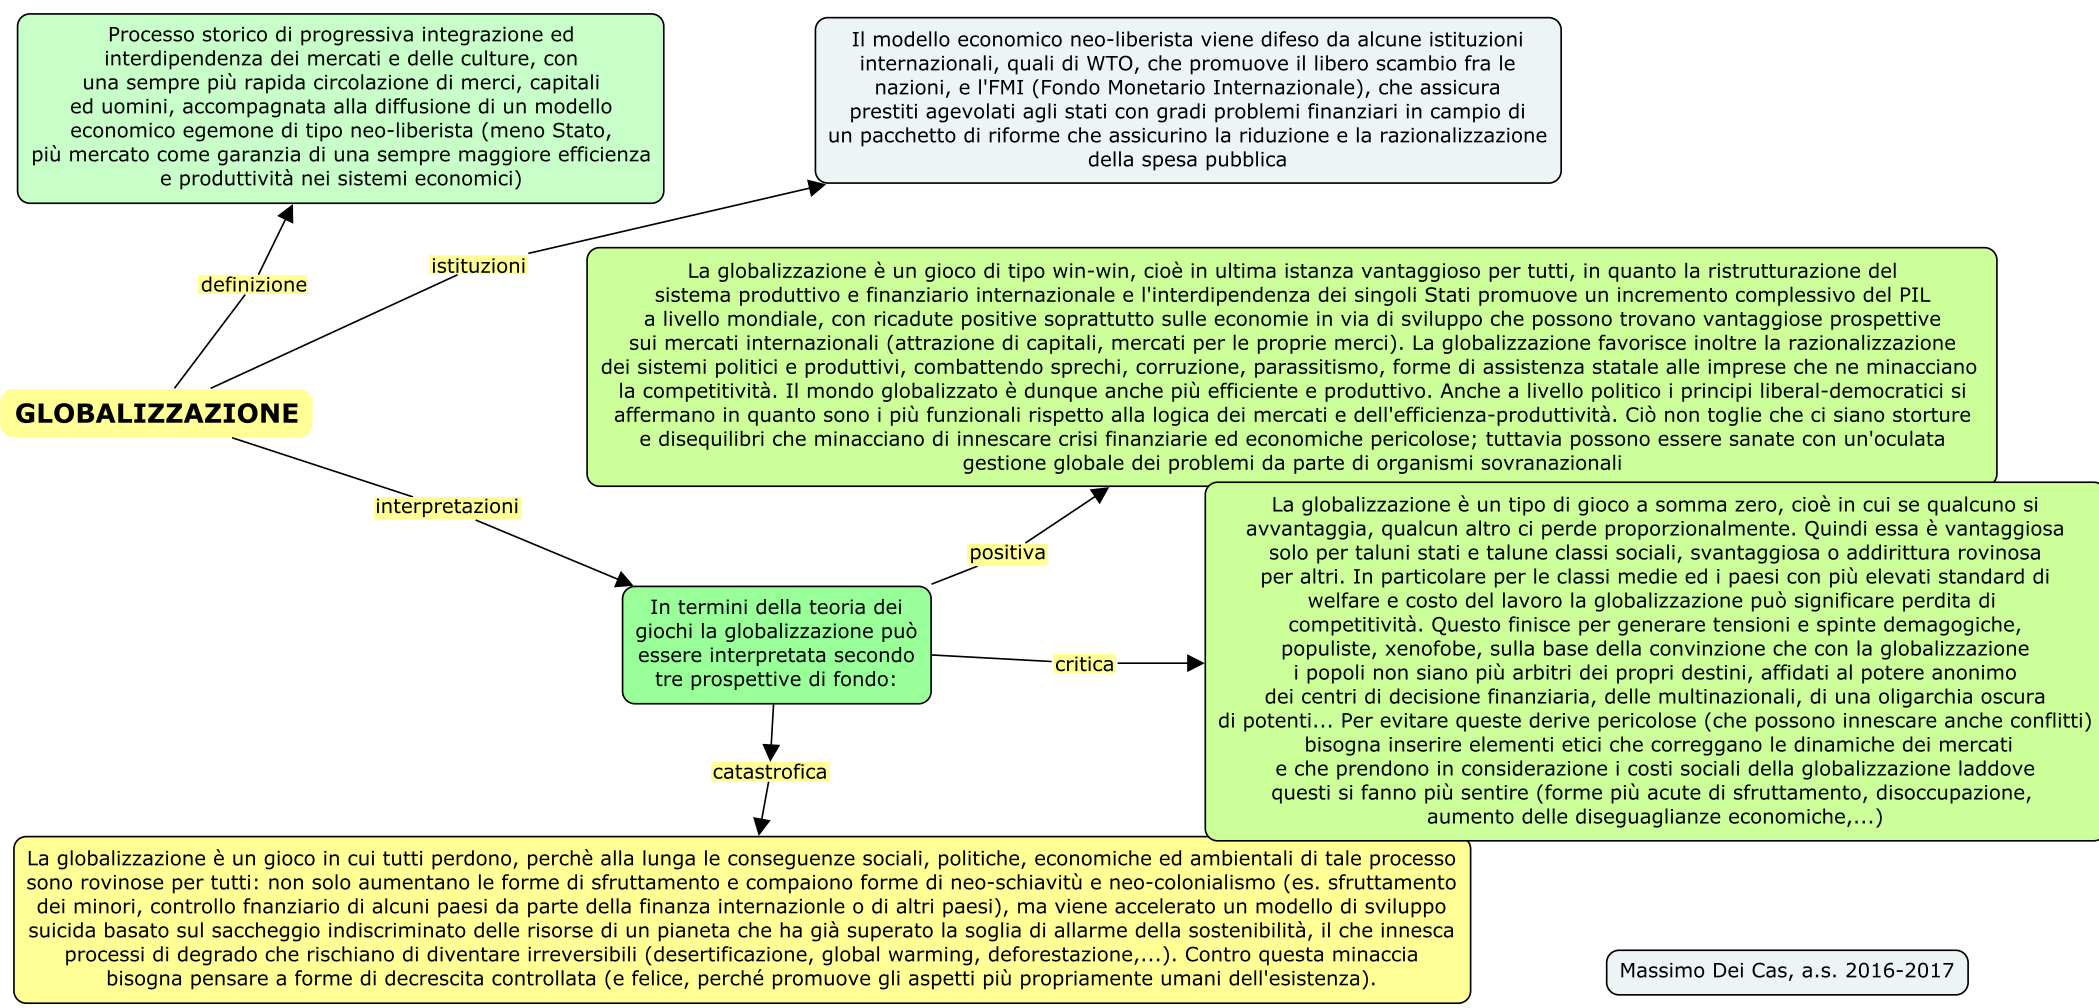 Processo storico di progressiva integrazione ed
interdipendenza dei mercati e delle culture, con
una sempre più rapida circolazione di merci, capitali
ed uomini, accompagnata alla diffusione di un modello
economico egemone di tipo neo-liberista (meno Stato,
più mercato come garanzia di una sempre maggiore efficienza
e produttività nei sistemi economici)
Il modello economico neo-liberista viene difeso da alcune istituzioni
internazionali, quali di WTO, che promuove il libero scambio fra le
nazioni, e l'FMI (Fondo Monetario Internazionale), che assicura
prestiti agevolati agli stati con gradi problemi finanziari in campio di
un pacchetto di riforme che assicurino la riduzione e la razionalizzazione
della spesa pubblica
definizione
istituzioni
GLOBALIZZAZIONE
La globalizzazione è un gioco di tipo win-win, cioè in ultima istanza vantaggioso per tutti, in quanto la ristrutturazione del
sistema produttivo e finanziario internazionale e l'interdipendenza dei singoli Stati promuove un incremento complessivo del PIL
a livello mondiale, con ricadute positive soprattutto sulle economie in via di sviluppo che possono trovano vantaggiose prospettive
sui mercati internazionali (attrazione di capitali, mercati per le proprie merci). La globalizzazione favorisce inoltre la razionalizzazione
dei sistemi politici e produttivi, combattendo sprechi, corruzione, parassitismo, forme di assistenza statale alle imprese che ne minacciano
la competitività. Il mondo globalizzato è dunque anche più efficiente e produttivo. Anche a livello politico i principi liberal-democratici si
affermano in quanto sono i più funzionali rispetto alla logica dei mercati e dell'efficienza-produttività. Ciò non toglie che ci siano storture
e disequilibri che minacciano di innescare crisi finanziarie ed economiche pericolose; tuttavia possono essere sanate con un'oculata
gestione globale dei problemi da parte di organismi sovranazionali
interpretazioni
positiva
In termini della teoria dei
giochi la globalizzazione può
essere interpretata secondo
tre prospettive di fondo:
critica
La globalizzazione è un tipo di gioco a somma zero, cioè in cui se qualcuno si
avvantaggia, qualcun altro ci perde proporzionalmente. Quindi essa è vantaggiosa
solo per taluni stati e talune classi sociali, svantaggiosa o addirittura rovinosa
per altri. In particolare per le classi medie ed i paesi con più elevati standard di
welfare e costo del lavoro la globalizzazione può significare perdita di
competitività. Questo finisce per generare tensioni e spinte demagogiche,
populiste, xenofobe, sulla base della convinzione che con la globalizzazione
i popoli non siano più arbitri dei propri destini, affidati al potere anonimo
dei centri di decisione finanziaria, delle multinazionali, di una oligarchia oscura
di potenti... Per evitare queste derive pericolose (che possono innescare anche conflitti)
bisogna inserire elementi etici che correggano le dinamiche dei mercati
e che prendono in considerazione i costi sociali della globalizzazione laddove
questi si fanno più sentire (forme più acute di sfruttamento, disoccupazione,
aumento delle diseguaglianze economiche,...)
catastrofica
La globalizzazione è un gioco in cui tutti perdono, perchè alla lunga le conseguenze sociali, politiche, economiche ed ambientali di tale processo
sono rovinose per tutti: non solo aumentano le forme di sfruttamento e compaiono forme di neo-schiavitù e neo-colonialismo (es. sfruttamento
dei minori, controllo fnanziario di alcuni paesi da parte della finanza internazionle o di altri paesi), ma viene accelerato un modello di sviluppo
suicida basato sul saccheggio indiscriminato delle risorse di un pianeta che ha già superato la soglia di allarme della sostenibilità, il che innesca
processi di degrado che rischiano di diventare irreversibili (desertificazione, global warming, deforestazione,...). Contro questa minaccia
bisogna pensare a forme di decrescita controllata (e felice, perché promuove gli aspetti più propriamente umani dell'esistenza).
Massimo Dei Cas, a.s. 2016-2017